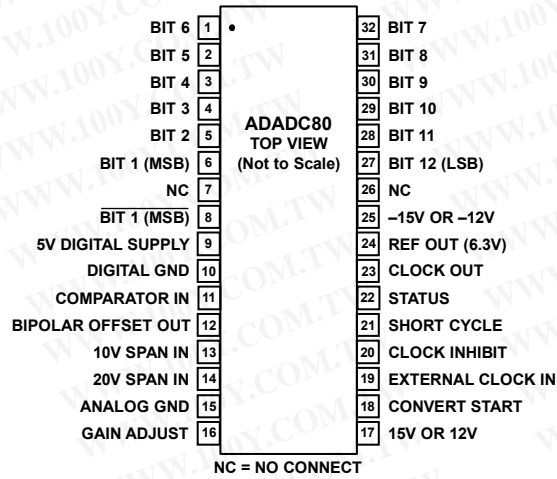 BIT 6 1
BIT 5 2
BIT 4 3
BIT 3 4
BIT 2 5
BIT 1 (MSB) 6
NC 7
BIT 1 (MSB) 8
5V DIGITAL SUPPLY 9
DIGITAL GND 10
COMPARATOR IN 11
BIPOLAR OFFSET OUT 12
10V SPAN IN 13
20V SPAN IN 14
ANALOG GND 15
GAIN ADJUST 16
ADADC80
TOP VIEW
(Not to Scale)
32 BIT 7
31 BIT 8
30 BIT 9
29 BIT 10
28 BIT 11
27 BIT 12 (LSB)
26 NC
25 –15V OR –12V
24 REF OUT (6.3V)
23 CLOCK OUT
22 STATUS
21 SHORT CYCLE
20 CLOCK INHIBIT
19 EXTERNAL CLOCK IN
18 CONVERT START
17 15V OR 12V
NC = NO CONNECT
WWW.100Y.COM.TW